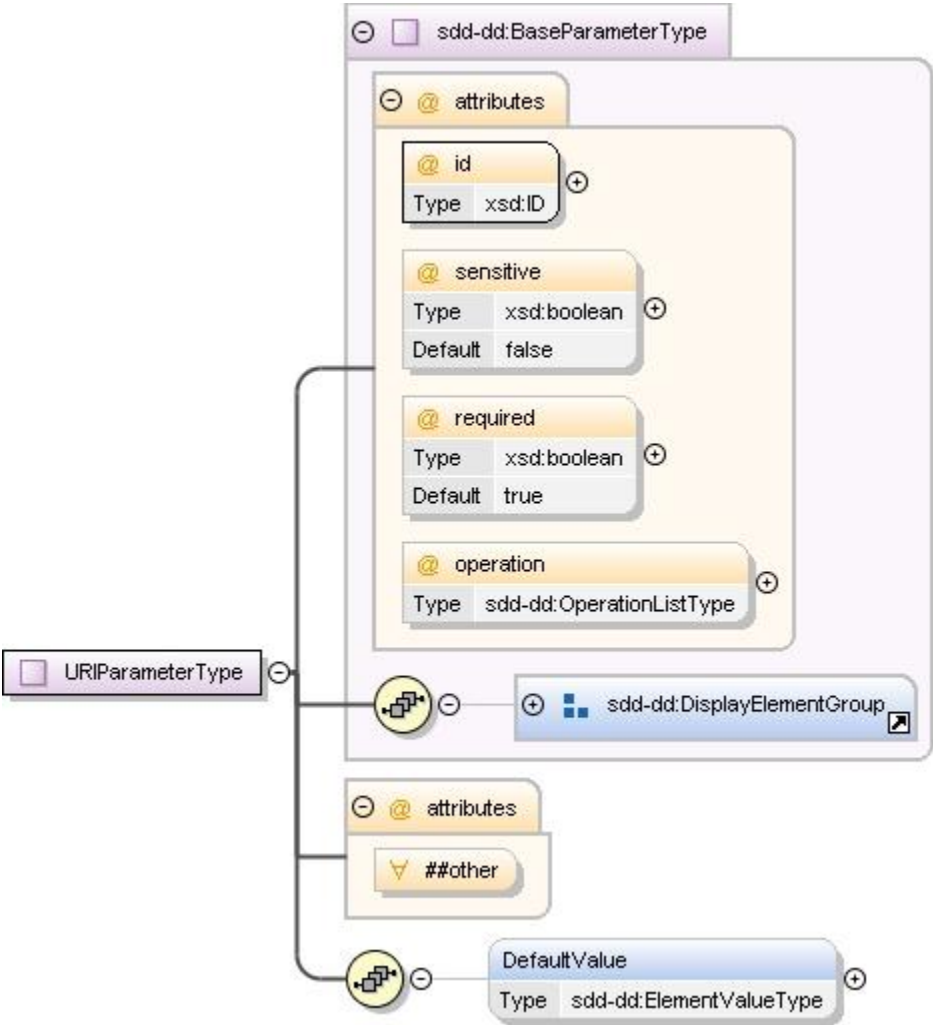 sdd-dd:BaseParameterType
@ attributes
@ id
Type xsd:ID
@ sensitive
Type xsd:boolean
Default false
@ required
Type xsd:boolean
Default true
@ operation
Type sdd-dd:OperationListType
URIParameterType
sdd-dd:DisplayElementGroup
@ attributes
∀ ##other
DefaultValue
Type sdd-dd:ElementValueType